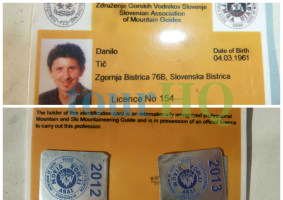 Združenje Gorskih Vodnikov Slovenije
Slovenian Association
of Mountain Guides
Danilo
Tič
Date of Birth
04.03.1961
Zgornja Bistrica 76B, Slovenska Bistrica
Licence No 154
tourHQ
The holder of this identification card is an internationally recognised professional
Mountain and Ski Mountaineering Guide and is in possession of an official licence
to carry out this profession.
2012
2013